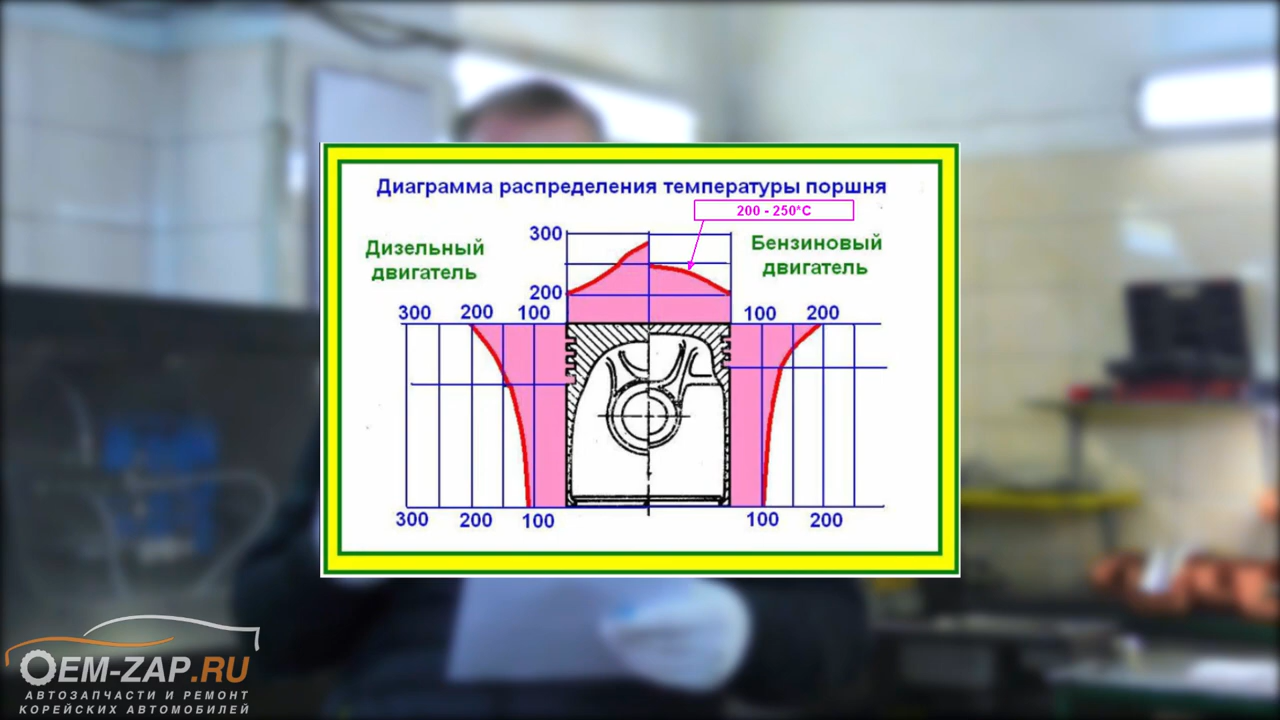 Диаграмма распределения температуры поршня
200 - 250*C
Дизельный
двигатель
Бензиновый
двигатель
300
200
300 200 100
100 200
300 200 100
100 200
OEM-ZAP.RU
АВТОЗАПЧАСТИ И РЕМОНТ
КОРЕЙСКИХ АВТОМОБИЛЕЙ